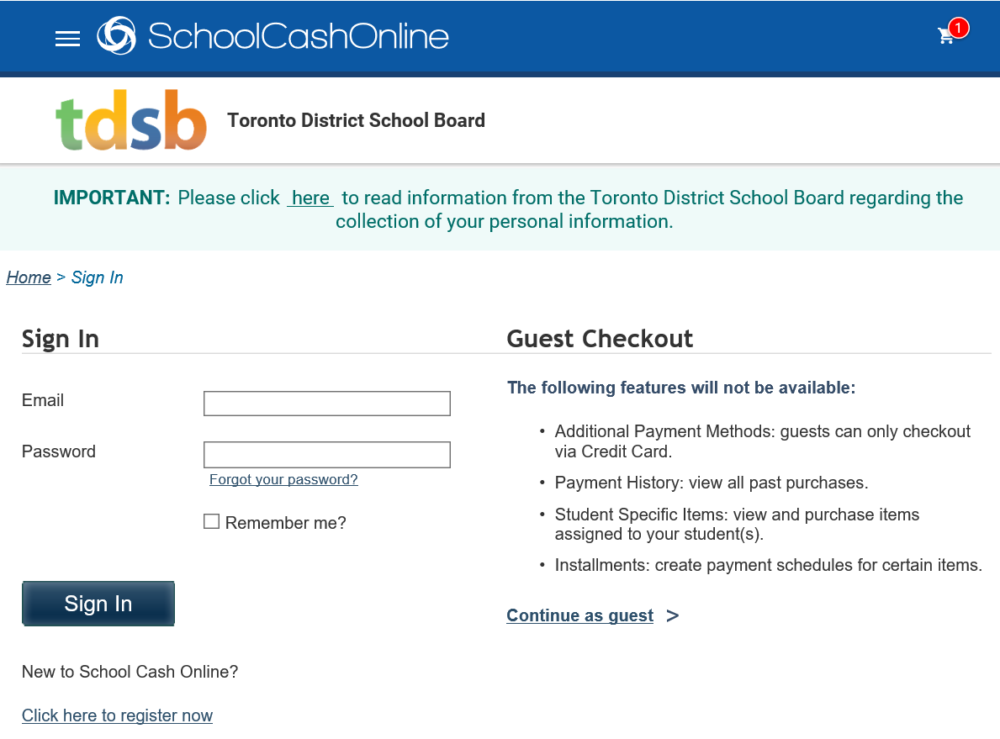 SchoolCashOnline
1
tdsb
Toronto District School Board
IMPORTANT: Please click here to read information from the Toronto District School Board regarding the
collection of your personal information.
Home > Sign In
Sign In
Email
Password
Forgot your password?
Remember me?
Sign In
New to School Cash Online?
Click here to register now
Guest Checkout
The following features will not be available:
• Additional Payment Methods: guests can only checkout
via Credit Card.
• Payment History: view all past purchases.
• Student Specific Items: view and purchase items
assigned to your student(s).
• Installments: create payment schedules for certain items.
Continue as guest >